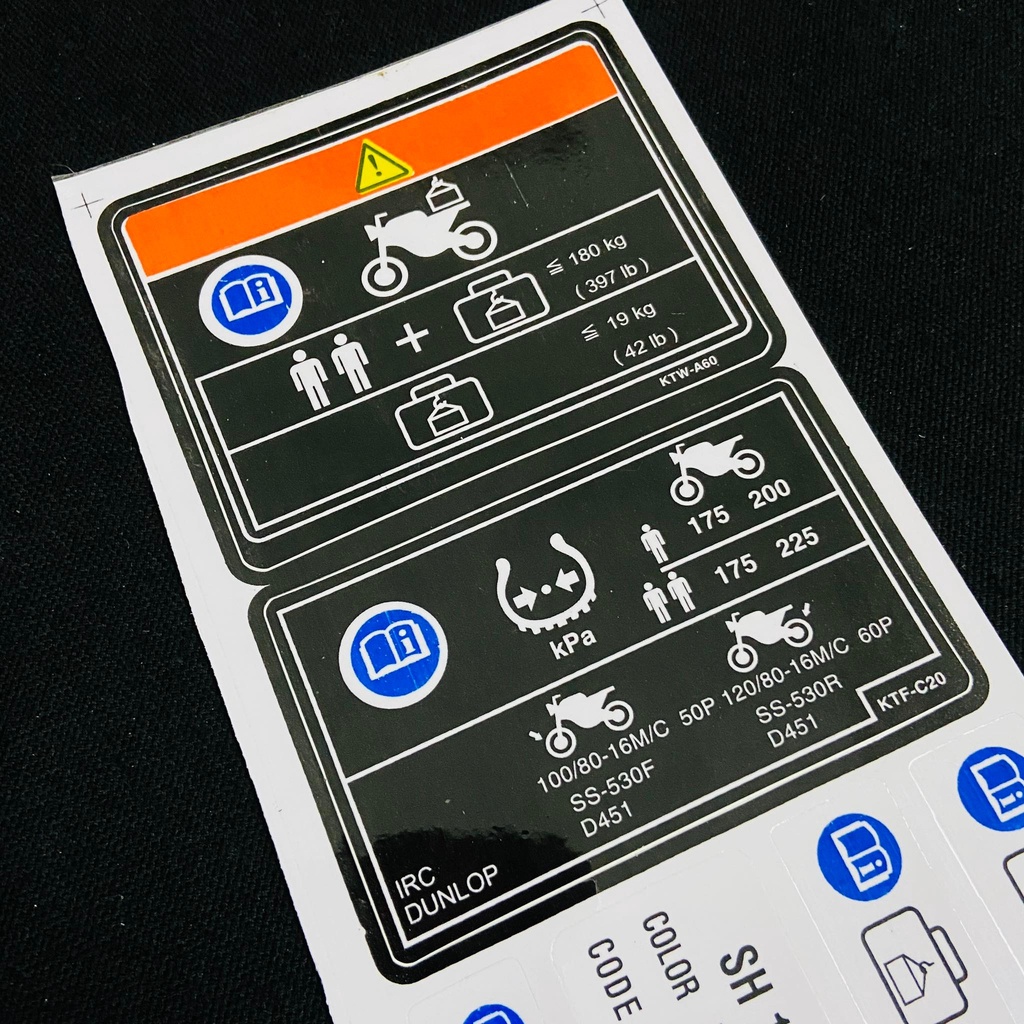 ≦ 180 kg
( 397 lb )
≦ 19 kg
( 42 lb )
KTW-A60
kPa
175 200
175 225
100/80-16M/C 50P 120/80-16M/C 60P
SS-530F SS-530R
D451 D451
IRC
DUNLOP
KTF-C20
COLOR
CODE
SH